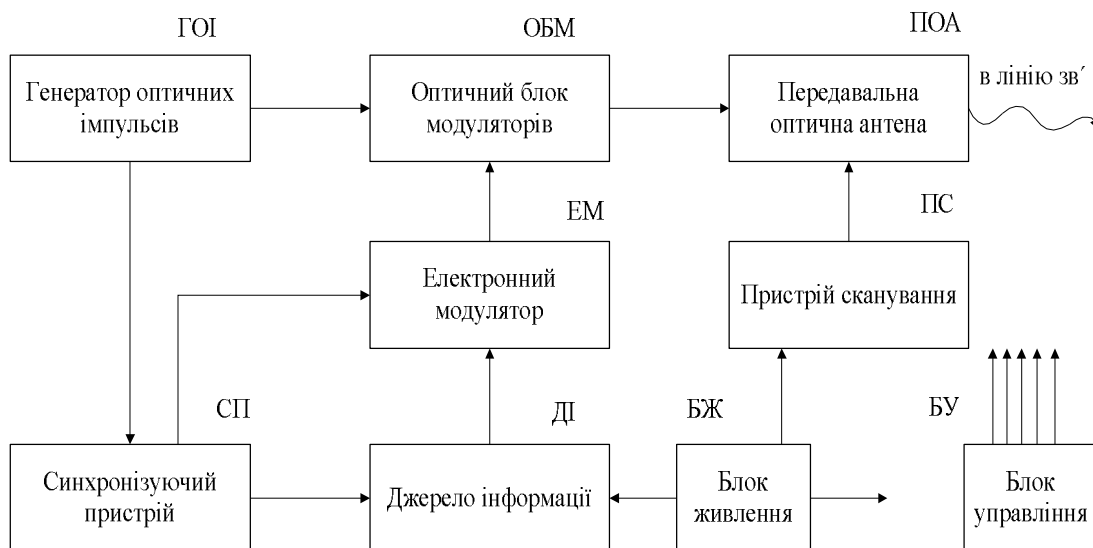 ГОІ
ОБМ
ПОА
Генератор оптичних
імпульсів
Оптичний блок
модуляторів
Передавальна
оптична антена
в лінію зв′
ЕМ
ПС
Електронний
модулятор
Пристрій сканування
СП
ДІ
БЖ
БУ
Синхронізуючий
пристрій
Джерело інформації
Блок
живлення
Блок
управління